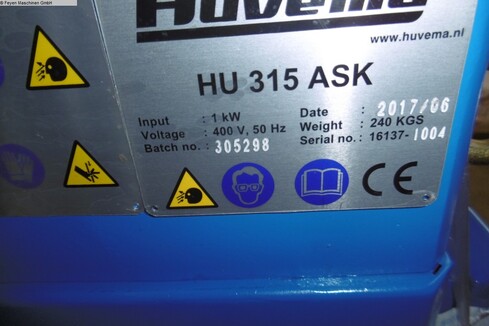 © Feyen Maschinen GmbH
Huvema
www.huvema.nl
HU 315 ASK
Input : 1 kW
Voltage : 400 V, 50 Hz
Batch no. : 305298
Date : 2017/06
Weight : 240 KGS
Serial no. : 16137-1004
CE